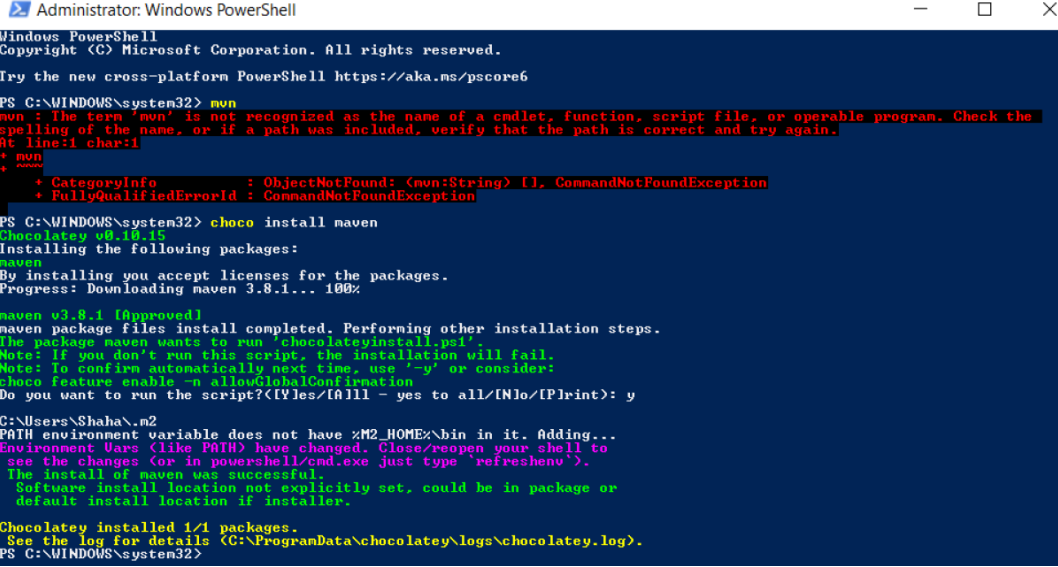 Administrator: Windows PowerShell
Windows PowerShell
Copyright (C) Microsoft Corporation. All rights reserved.
Try the new cross-platform PowerShell https://aka.ms/pscore6
PS C:\WINDOWS\system32> mvn
mvn : The term 'mvn' is not recognized as the name of a cmdlet, function, script file, or operable program. Check the
spelling of the name, or if a path was included, verify that the path is correct and try again.
At line:1 char:1
+ mvn
+ ~~~
    + CategoryInfo          : ObjectNotFound: (mvn:String) [], CommandNotFoundException
    + FullyQualifiedErrorId : CommandNotFoundException
PS C:\WINDOWS\system32> choco install maven
Chocolatey v0.10.15
Installing the following packages:
maven
By installing you accept licenses for the packages.
Progress: Downloading maven 3.8.1... 100%
maven v3.8.1 [Approved]
maven package files install completed. Performing other installation steps.
The package maven wants to run 'chocolateyinstall.ps1'.
Note: If you don't run this script, the installation will fail.
Note: To confirm automatically next time, use '-y' or consider:
choco feature enable -n allowGlobalConfirmation
Do you want to run the script?([Y]es/[A]ll - yes to all/[N]o/[P]rint): y
C:\Users\Shaha\.m2
PATH environment variable does not have %M2_HOME%\bin in it. Adding...
Environment Vars (like PATH) have changed. Close/reopen your shell to
 see the changes (or in powershell/cmd.exe just type `refreshenv`).
 The install of maven was successful.
  Software install location not explicitly set, could be in package or
  default install location if installer.
Chocolatey installed 1/1 packages.
 See the log for details (C:\ProgramData\chocolatey\logs\chocolatey.log).
PS C:\WINDOWS\system32>